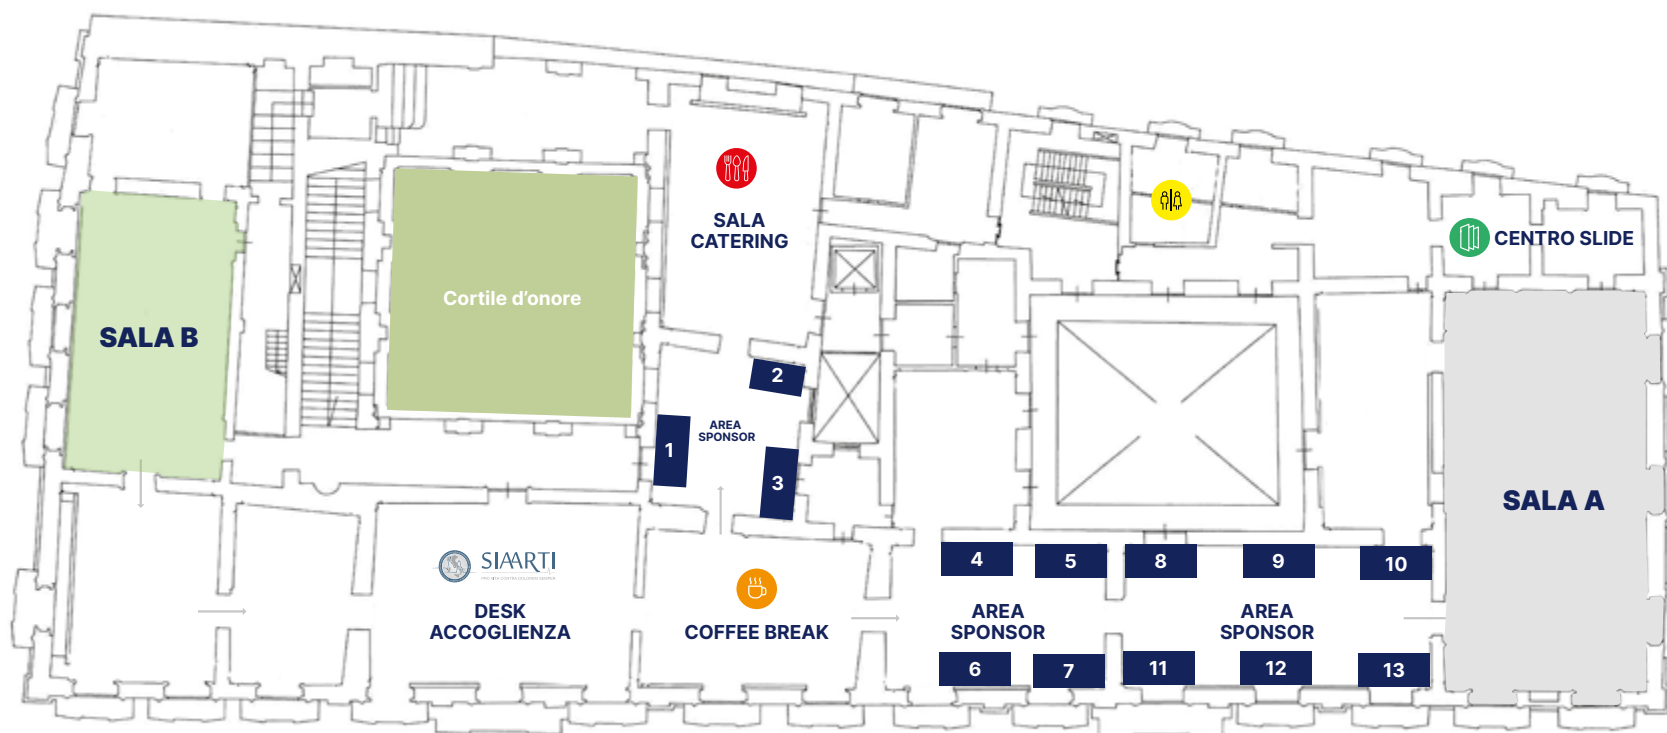 SALA
CATERING
CENTRO SLIDE
Cortile d'onore
SALA B
2
AREA
SPONSOR
1
3
SALA A
SIAARTI
DESK
ACCOGLIENZA
COFFEE BREAK
4
5
8
9
10
AREA
SPONSOR
AREA
SPONSOR
6
7
11
12
13